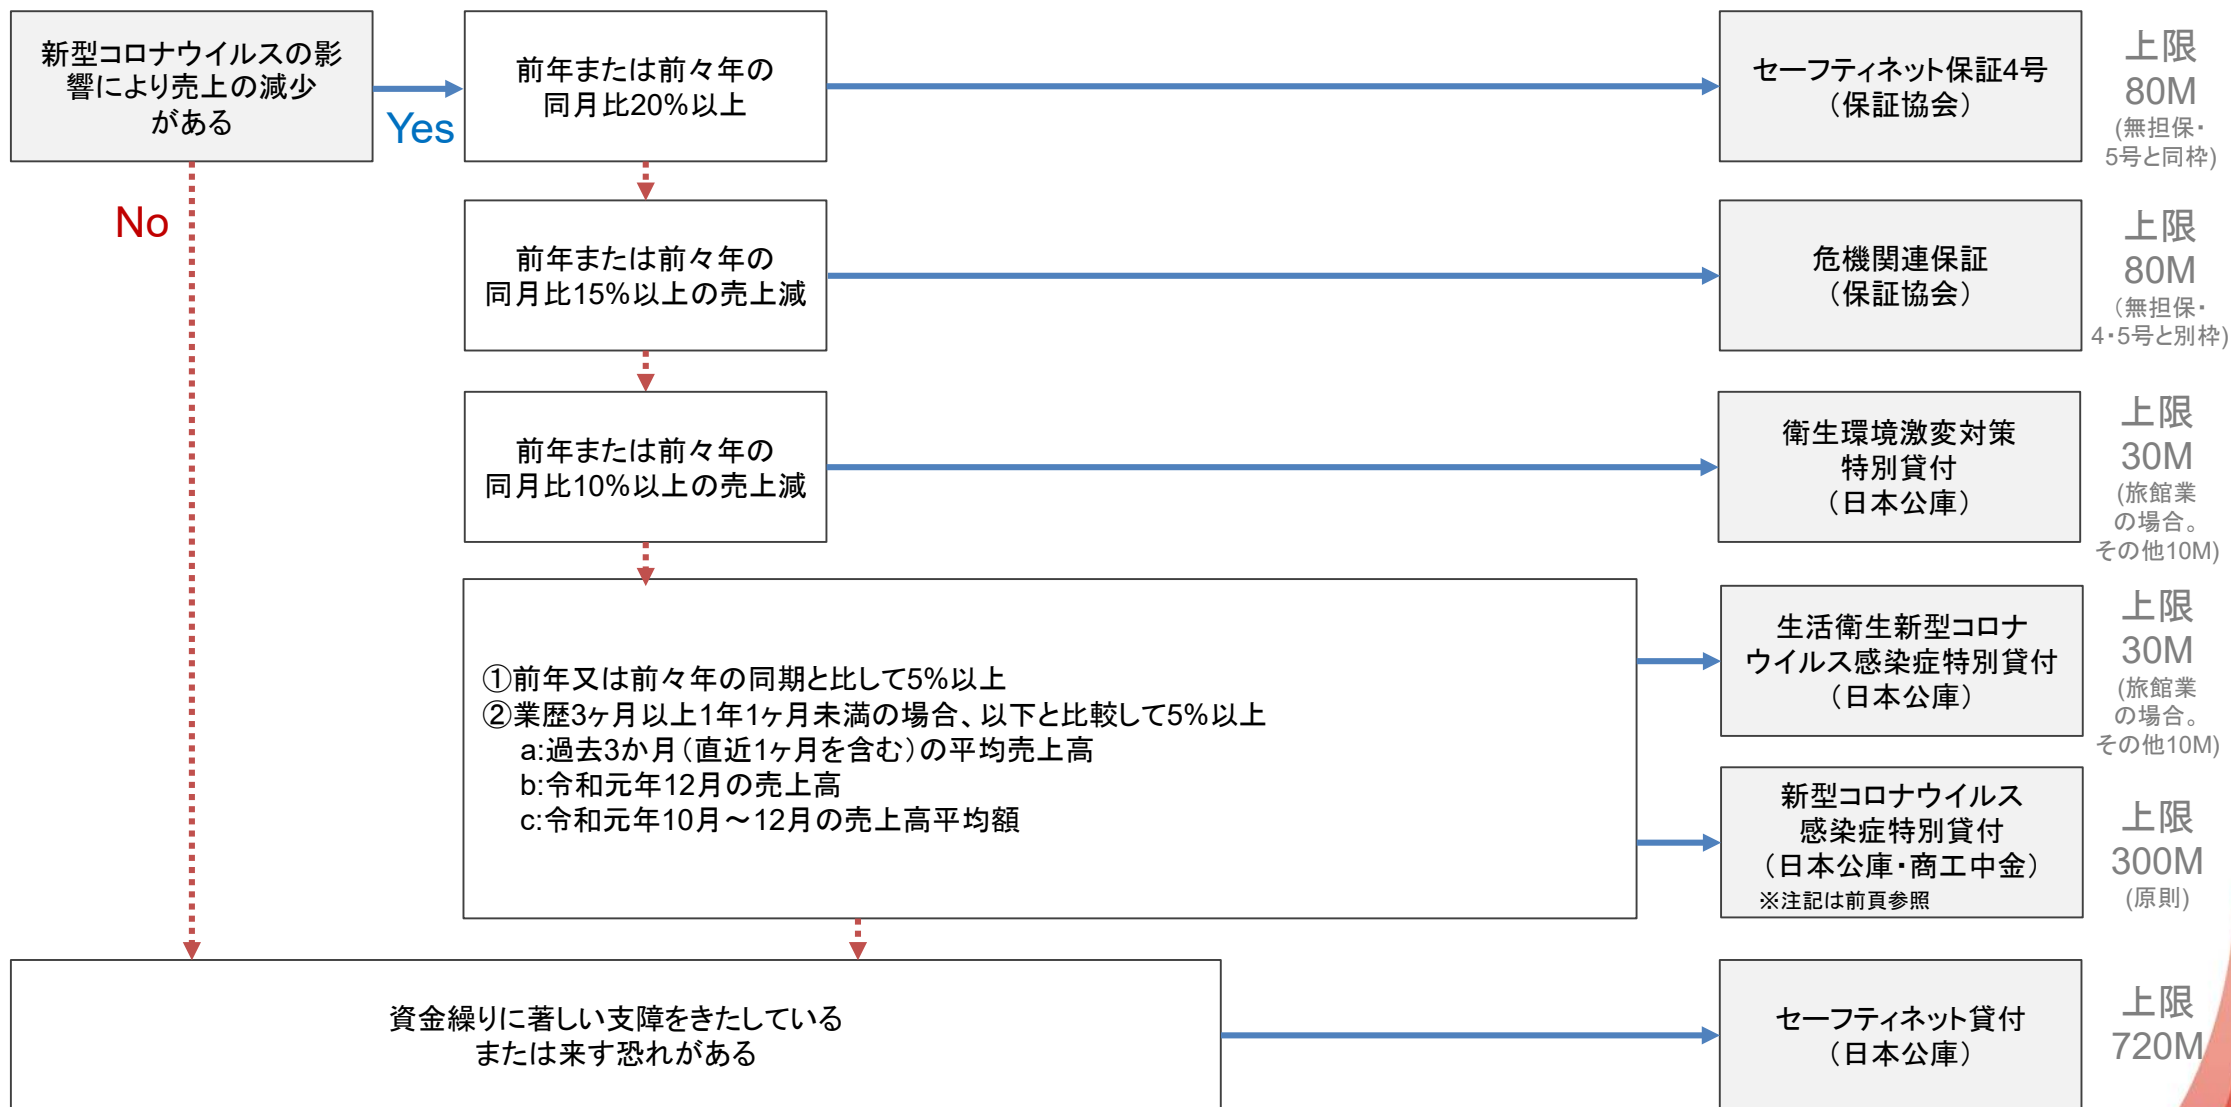 新型コロナウイルスの影
響により売上の減少
がある
Yes
No
前年または前々年の
同月比20%以上
セーフティネット保証4号
（保証協会）
上限
80M
(無担保・
5号と同枠)
前年または前々年の
同月比15%以上の売上減
危機関連保証
（保証協会）
上限
80M
（無担保・
4・5号と別枠)
前年または前々年の
同月比10%以上の売上減
衛生環境激変対策
特別貸付
（日本公庫）
上限
30M
(旅館業
の場合。
その他10M)
①前年又は前々年の同期と比して5%以上
②業歴3ヶ月以上1年1ヶ月未満の場合、以下と比較して5%以上
a:過去3か月（直近1ヶ月を含む）の平均売上高
b:令和元年12月の売上高
c:令和元年10月～12月の売上高平均額
生活衛生新型コロナ
ウイルス感染症特別貸付
（日本公庫）
上限
30M
(旅館業
の場合。
その他10M)
新型コロナウイルス
感染症特別貸付
（日本公庫・商工中金）
※注記は前頁参照
上限
300M
(原則)
資金繰りに著しい支障をきたしている
または来す恐れがある
セーフティネット貸付
（日本公庫）
上限
720M